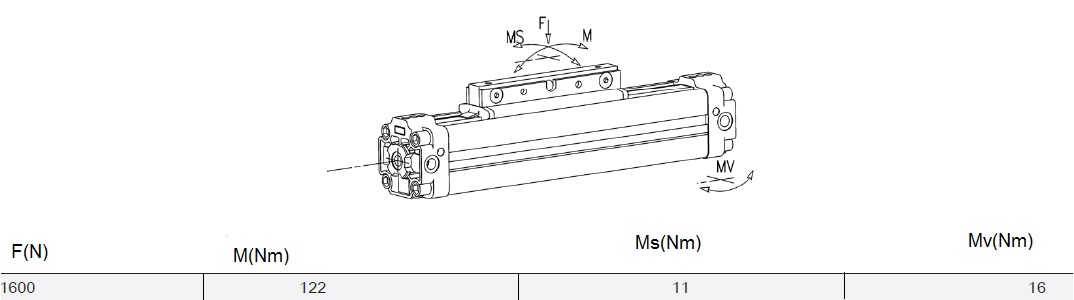 F
MS M
MV
F(N) M(Nm) Ms(Nm) Mv(Nm)
1600 122 11 16